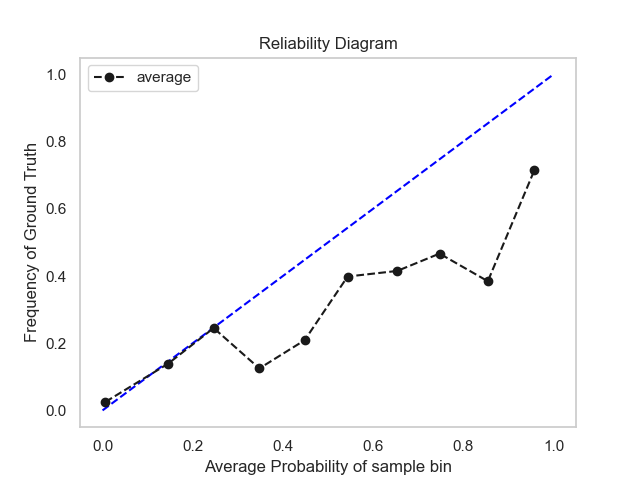 Reliability Diagram
average
1.0
0.8
0.6
0.4
0.2
0.0
Frequency of Ground Truth
0.0 0.2 0.4 0.6 0.8 1.0
Average Probability of sample bin